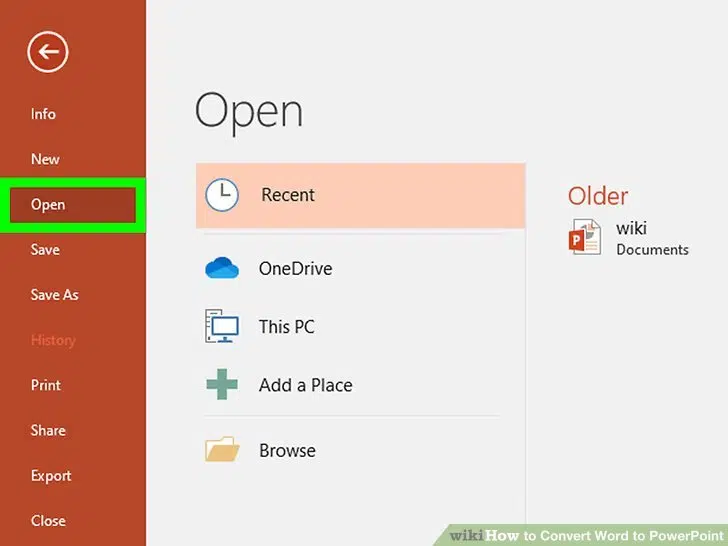 Info
New
Open
Save
Save As
History
Print
Share
Export
Close
Open
Recent
OneDrive
This PC
Add a Place
Browse
Older
wiki
Documents
wikiHow to Convert Word to PowerPoint